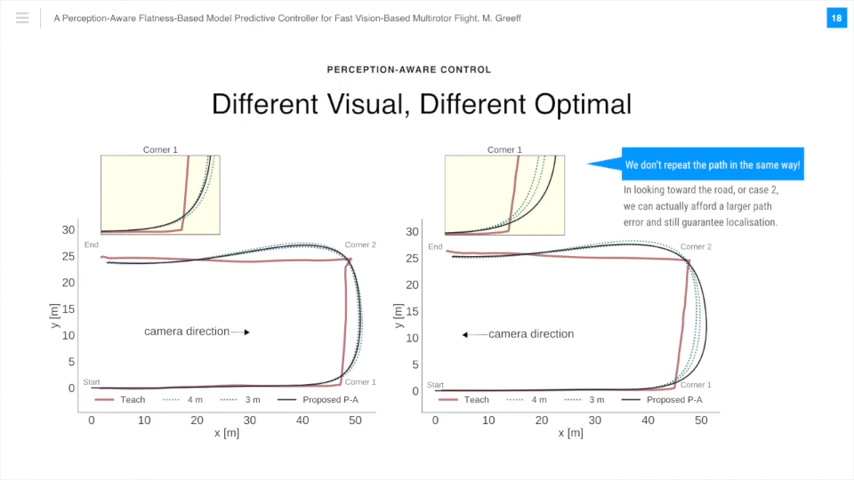 A Perception-Aware Flatness-Based Model Predictive Controller for Fast Vision-Based Multirotor Flight, M. Greeff
18
PERCEPTION-AWARE CONTROL
Different Visual, Different Optimal
Corner 1
30
25
20
15
10
5
0
y [m]
End
Corner 2
camera direction
Start
Corner 1
Teach
4 m
3 m
Proposed P-A
0
10
20
30
40
50
x [m]
Corner 1
30
25
20
15
10
5
0
y [m]
End
Corner 2
camera direction
Start
Corner 1
Teach
4 m
3 m
Proposed P-A
0
10
20
30
40
50
x [m]
We don't repeat the path in the same way!
In looking toward the road, or case 2,
we can actually afford a larger path
error and still guarantee localisation.